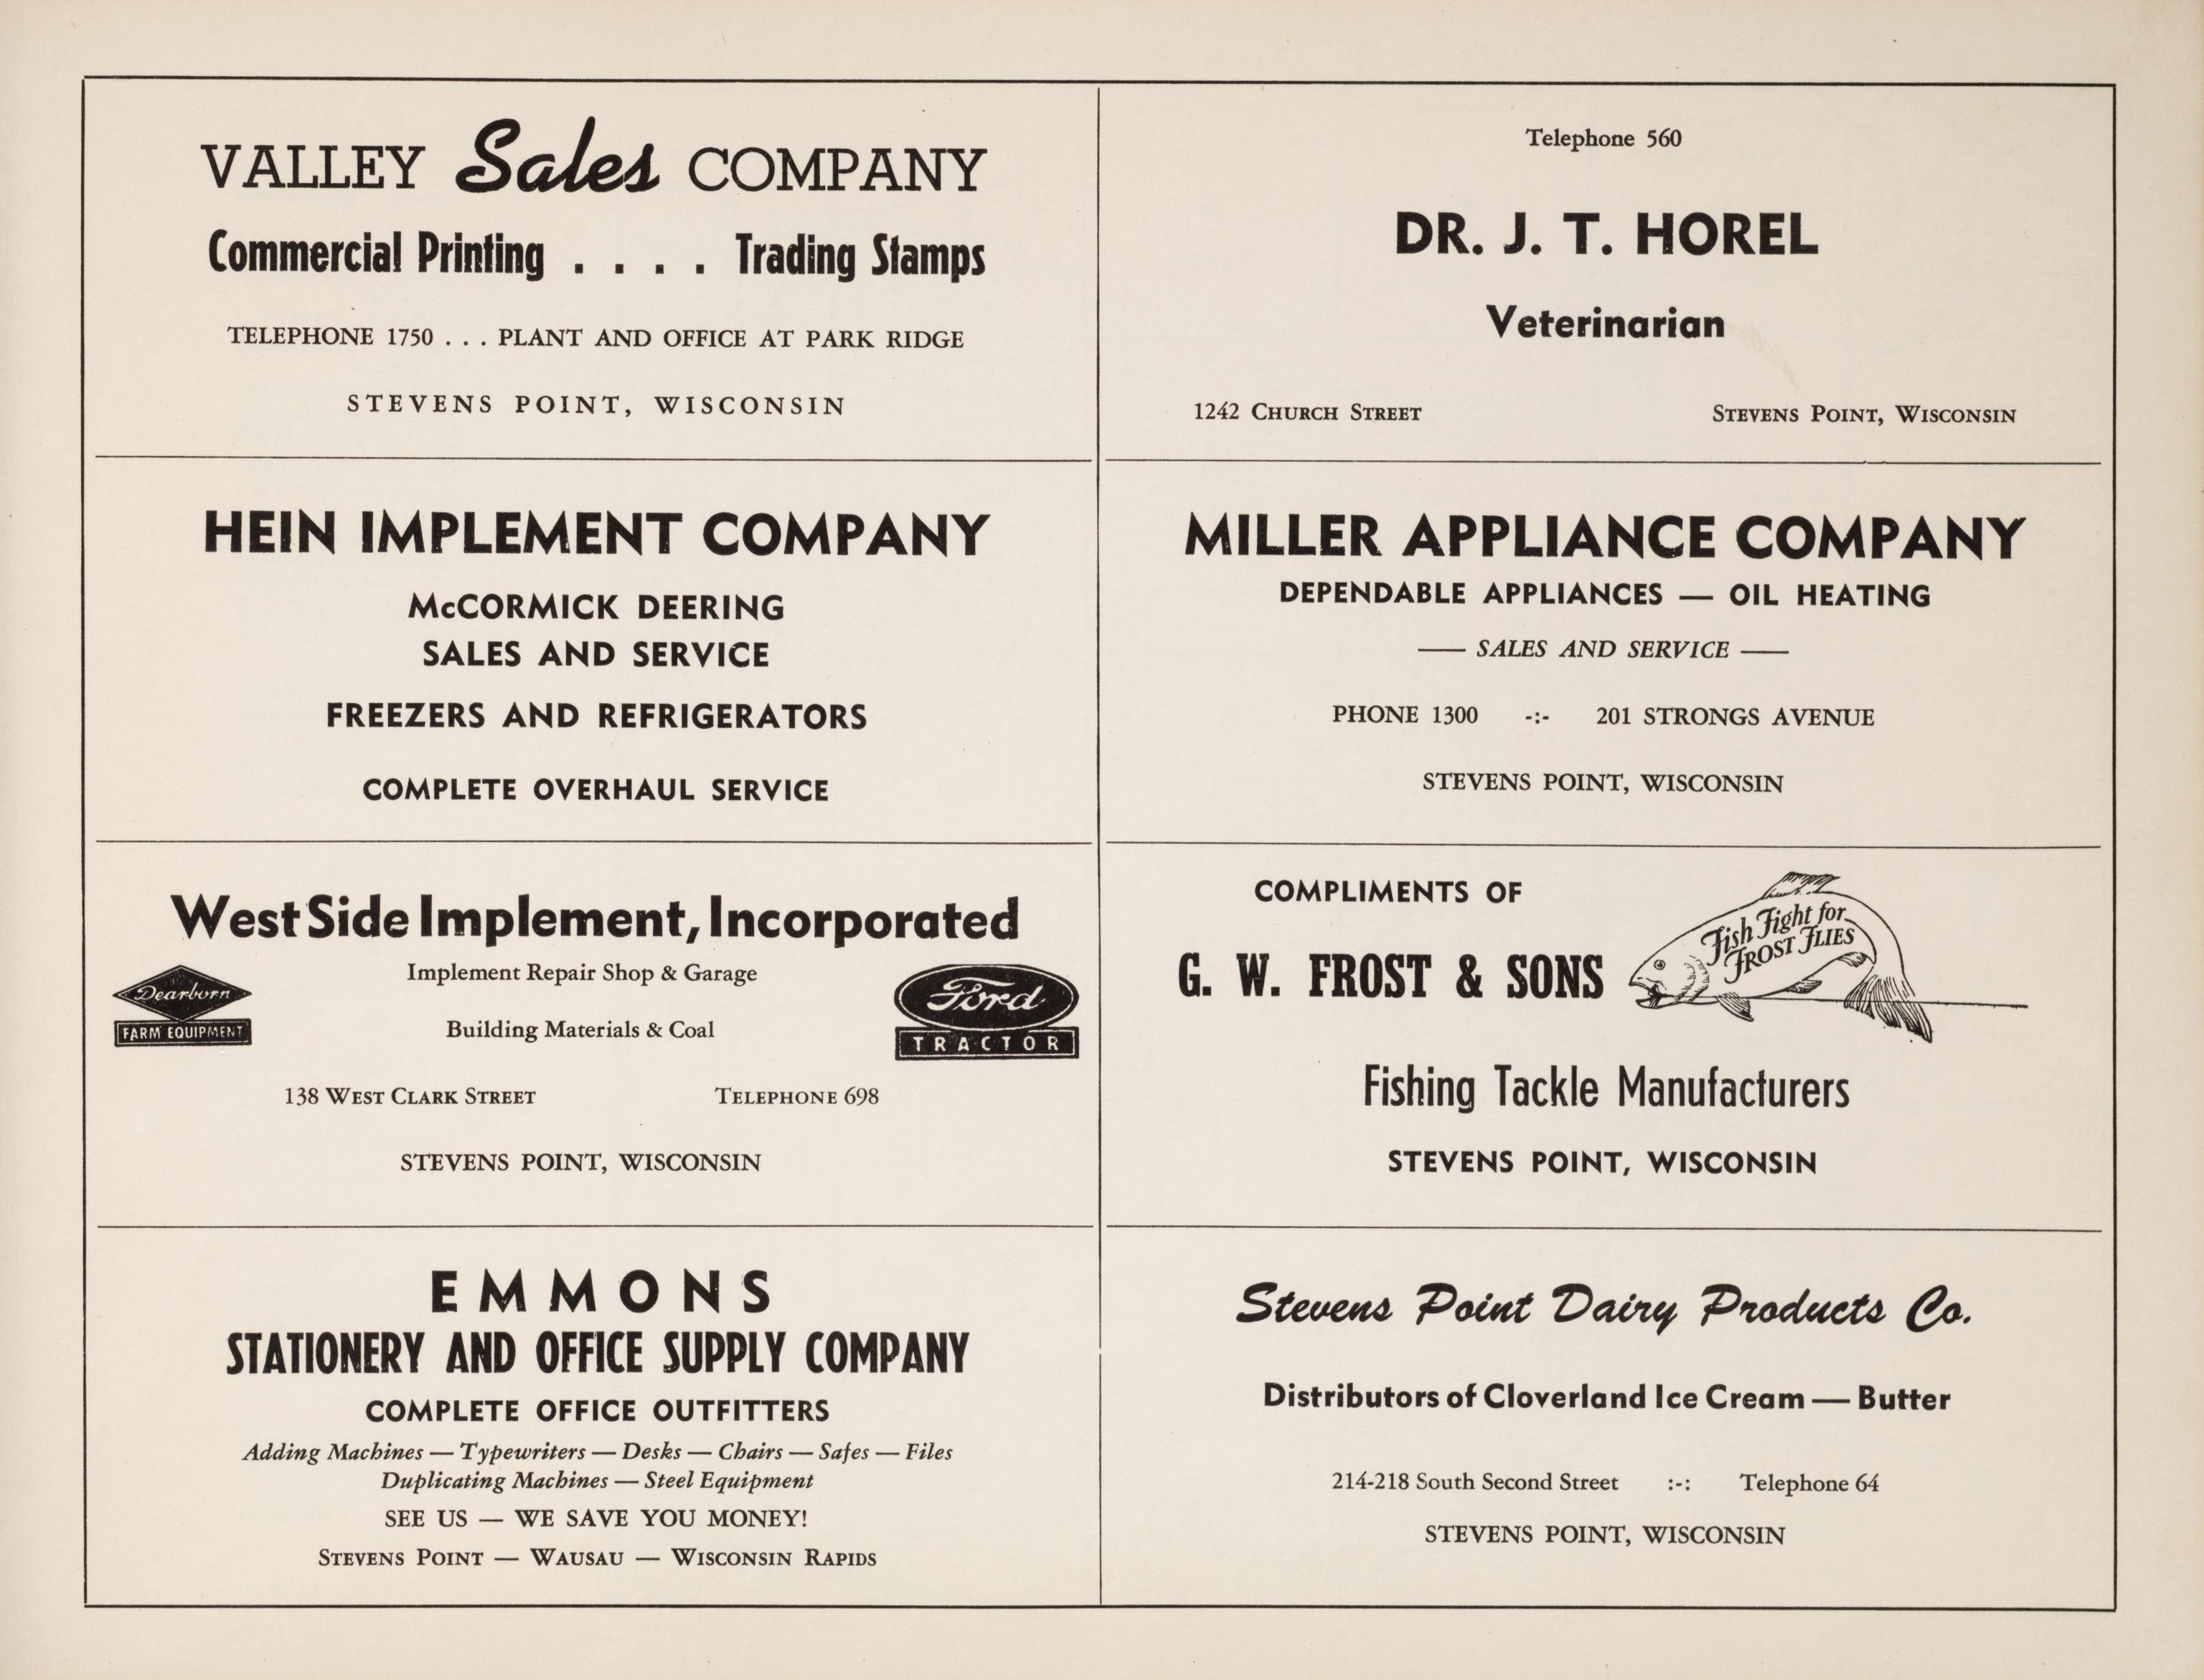 VALLEY Sales COMPANY
Commercial Printing . . . . Trading Stamps
TELEPHONE 1750 . . . PLANT AND OFFICE AT PARK RIDGE
STEVENS POINT, WISCONSIN
HEIN IMPLEMENT COMPANY
McCORMICK DEERING
SALES AND SERVICE
FREEZERS AND REFRIGERATORS
COMPLETE OVERHAUL SERVICE
West Side Implement, Incorporated
Dearborn
FARM EQUIPMENT
Implement Repair Shop & Garage
Building Materials & Coal
Ford
TRACTOR
138 WEST CLARK STREET TELEPHONE 698
STEVENS POINT, WISCONSIN
EMMONS
STATIONERY AND OFFICE SUPPLY COMPANY
COMPLETE OFFICE OUTFITTERS
Adding Machines — Typewriters — Desks — Chairs — Safes — Files
Duplicating Machines — Steel Equipment
SEE US — WE SAVE YOU MONEY!
STEVENS POINT — WAUSAU — WISCONSIN RAPIDS
Telephone 560
DR. J. T. HOREL
Veterinarian
1242 CHURCH STREET STEVENS POINT, WISCONSIN
MILLER APPLIANCE COMPANY
DEPENDABLE APPLIANCES — OIL HEATING
— SALES AND SERVICE —
PHONE 1300 -:- 201 STRONGS AVENUE
STEVENS POINT, WISCONSIN
COMPLIMENTS OF
G. W. FROST & SONS
Fish Fight for
FROST FLIES
Fishing Tackle Manufacturers
STEVENS POINT, WISCONSIN
Stevens Point Dairy Products Co.
Distributors of Cloverland Ice Cream — Butter
214-218 South Second Street :-: Telephone 64
STEVENS POINT, WISCONSIN